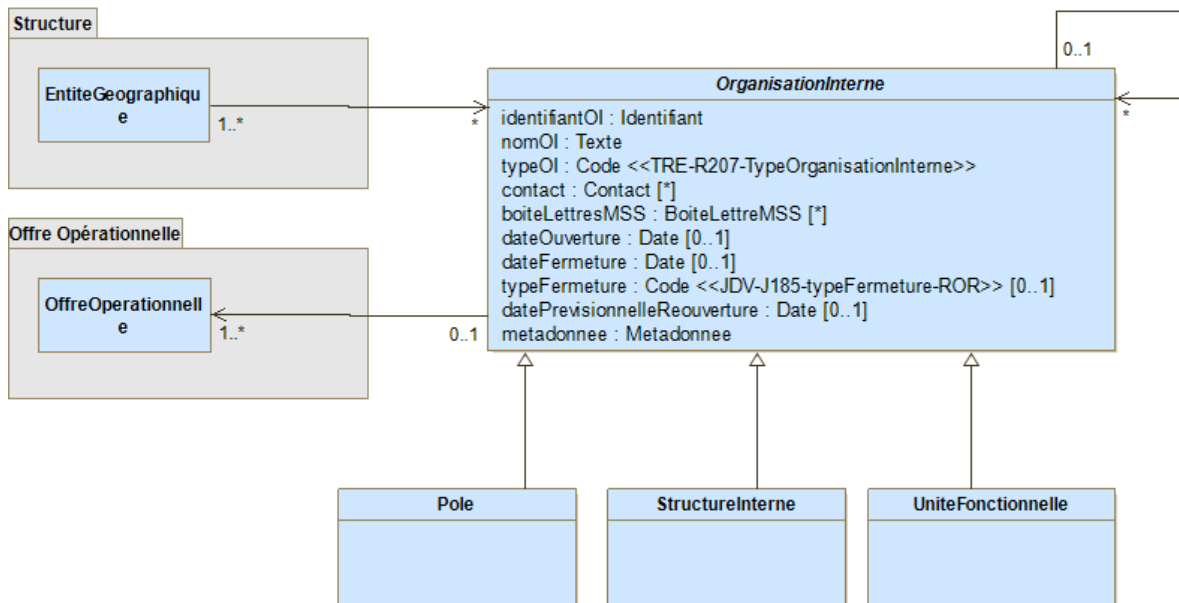 Structure
EntiteGeographiqu
e
1..*
*
0..1
*
OrganisationInterne
identifiantOI : Identifiant
nomOI : Texte
typeOI : Code <<TRE-R207-TypeOrganisationInterne>>
contact : Contact [*]
boiteLettresMSS : BoiteLettreMSS [*]
dateOuverture : Date [0..1]
dateFermeture : Date [0..1]
typeFermeture : Code <<JDV-J185-typeFermeture-ROR>> [0..1]
datePrevisionnelleReouverture : Date [0..1]
metadonnee : Metadonnee
Offre Opérationnelle
OffreOperationnell
e
1..*
0..1
Pole
StructureInterne
UniteFonctionnelle